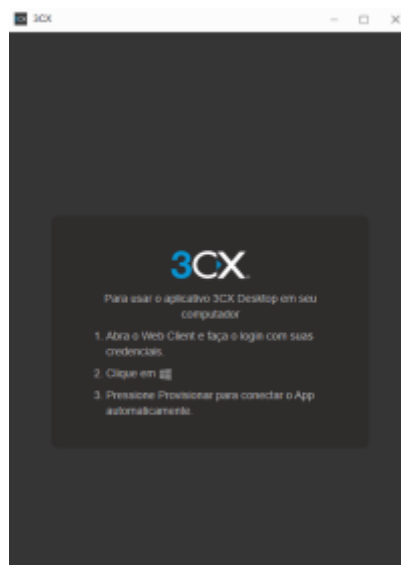 3CX
3CX
Para usar o aplicativo 3CX Desktop em seu
computador
1. Abra o Web Client e faça o login com suas
credenciais.
2. Clique em
3. Pressione Provisionar para conectar o App
automaticamente.